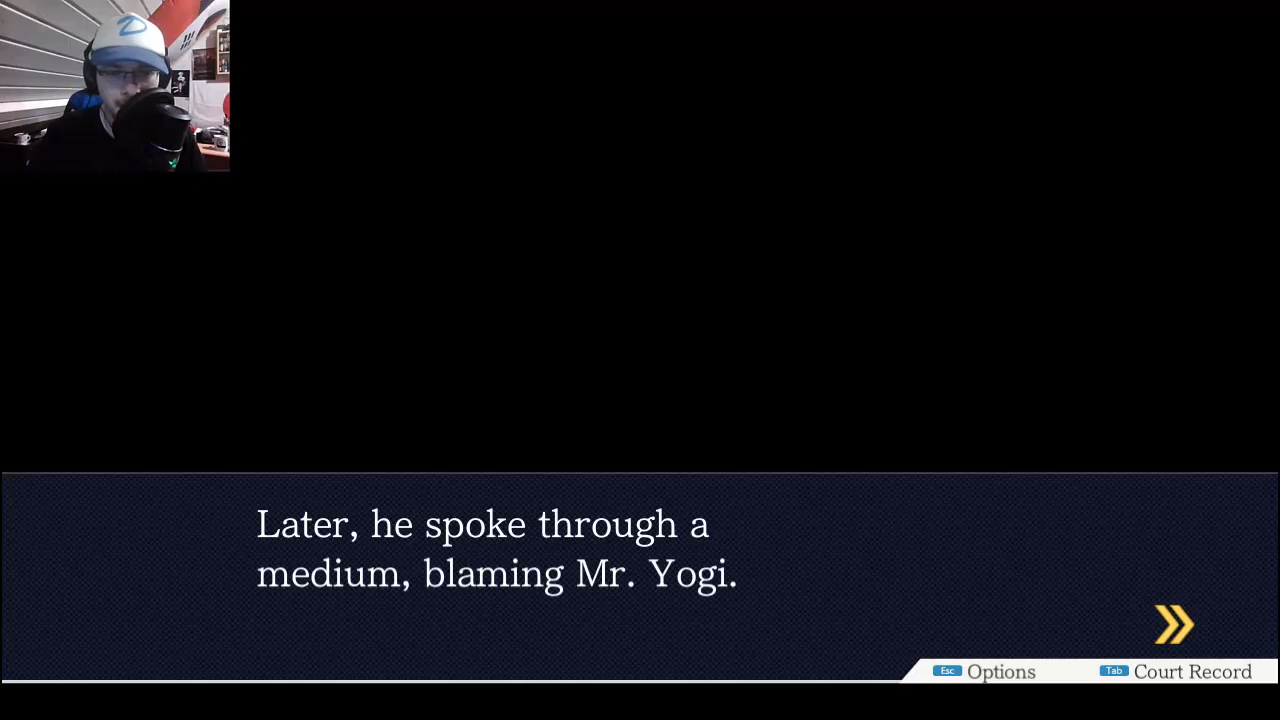 Later, he spoke through a
medium, blaming Mr. Yogi.
Esc Options
Tab Court Record